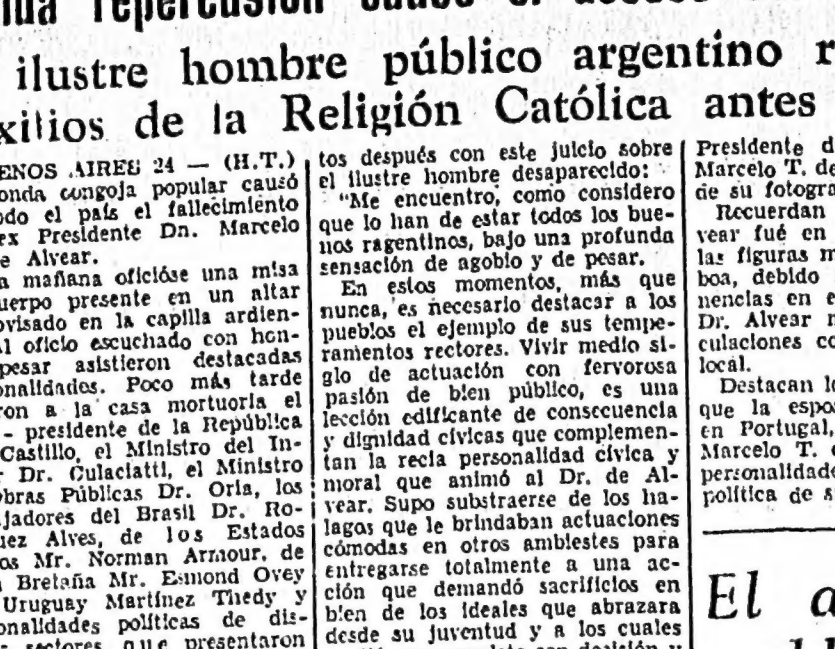 repercusión
ilustre hombre público argentino r
xilios de la Religión Católica antes
ENOS AIRES 24 — (H.T.)
onda congoja popular causó
odo el país el fallecimiento
ex Presidente Dn. Marcelo
e Alvear.
a mañana oficióse una misa
uerpo presente en un altar
ovisado en la capilla ardien-
Al oficio escuchado con hon-
pesar asistieron destacadas
onalidados. Poco más tarde
ron a la casa mortuoria el
- presidente de la República
Castillo, el Ministro del In-
r Dr. Culaciatti, el Ministro
bras Públicas Dr. Oria, los
ajadores del Brasil Dr. Ro-
uez Alves, de los Estados
os Mr. Norman Armour, de
Bretaña Mr. Esmond Ovey
Uruguay Martínez Thedy y
onalidades políticas de dis-
sectores que presentaron
tos después con este juicio sobre
el ilustre hombre desaparecido:
"Me encuentro, como considero
que lo han de estar todos los bue-
nos ragentinos, bajo una profunda
sensación de agobio y de pesar.
En estos momentos, más que
nunca, es necesario destacar a los
pueblos el ejemplo de sus tempe-
ramentos rectores. Vivir medio si-
glo de actuación con fervorosa
pasión de bien público, es una
lección edificante de consecuencia
y dignidad cívicas que complemen-
tan la recia personalidad cívica y
moral que animó al Dr. de Al-
vear. Supo substraerse de los ha-
lagos que le brindaban actuaciones
cómodas en otros ambiestes para
entregarse totalmente a una ac-
ción que demandó sacrificios en
bien de los ideales que abrazara
desde su juventud y a los cuales
decisión y
Presidente d
Marcelo T. de
de su fotogra
Recuerdan
vear fué en
las figuras m
boa, debido
nencias en e
Dr. Alvear m
culaciones co
local.
Destacan lo
que la espos
en Portugal,
Marcelo T. d
personalidade
política de s
El a